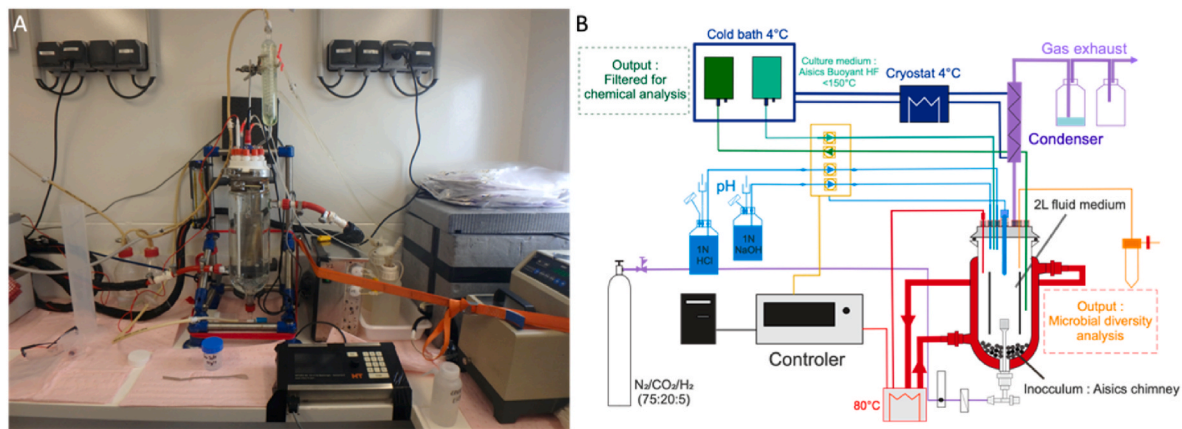 A
B
Cold bath 4°C
Output :
Filtered for
chemical analysis
Culture medium :
Aisics Buoyant HF
<150°C
Cryostat 4°C
Gas exhaust
Condenser
pH
1N
HCl
1N
NaOH
2L fluid medium
Output :
Microbial diversity
analysis
Controler
N₂/CO₂/H₂
(75:20:5)
80°C
Inocculum : Aisics chimney